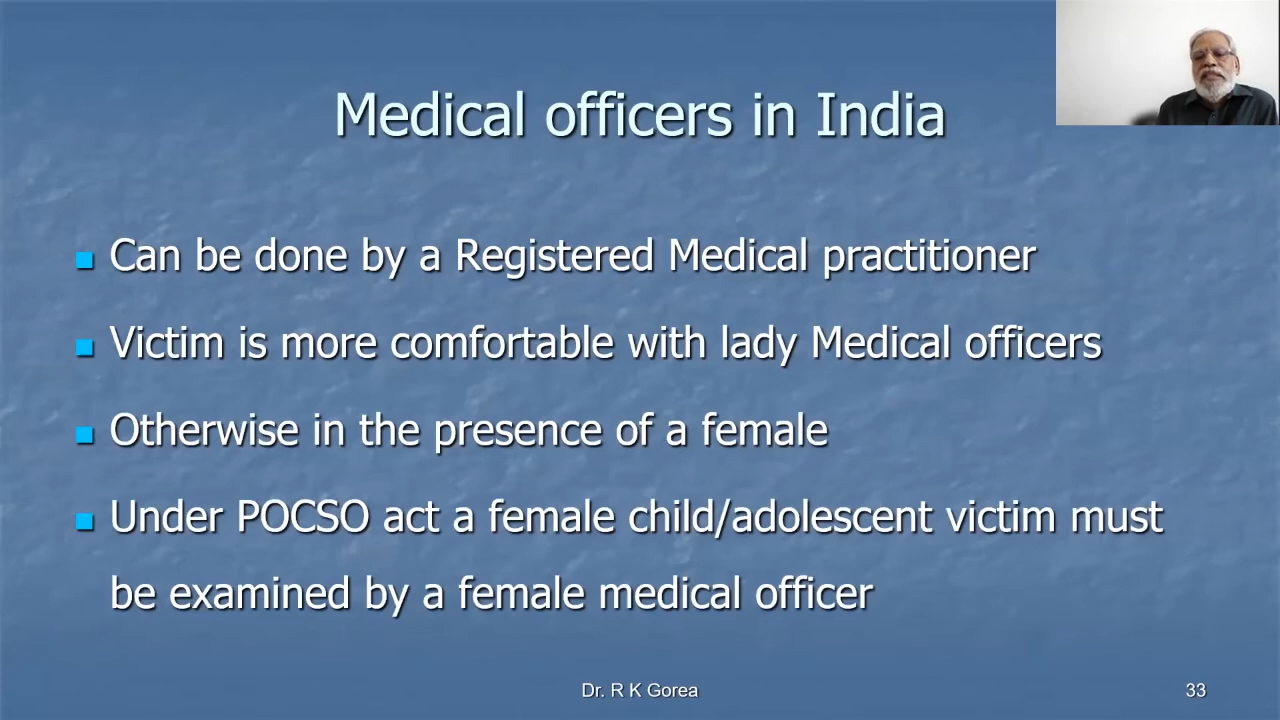 Medical officers in India
Can be done by a Registered Medical practitioner
Victim is more comfortable with lady Medical officers
Otherwise in the presence of a female
Under POCSO act a female child/adolescent victim must
be examined by a female medical officer
Dr. R K Gorea
33